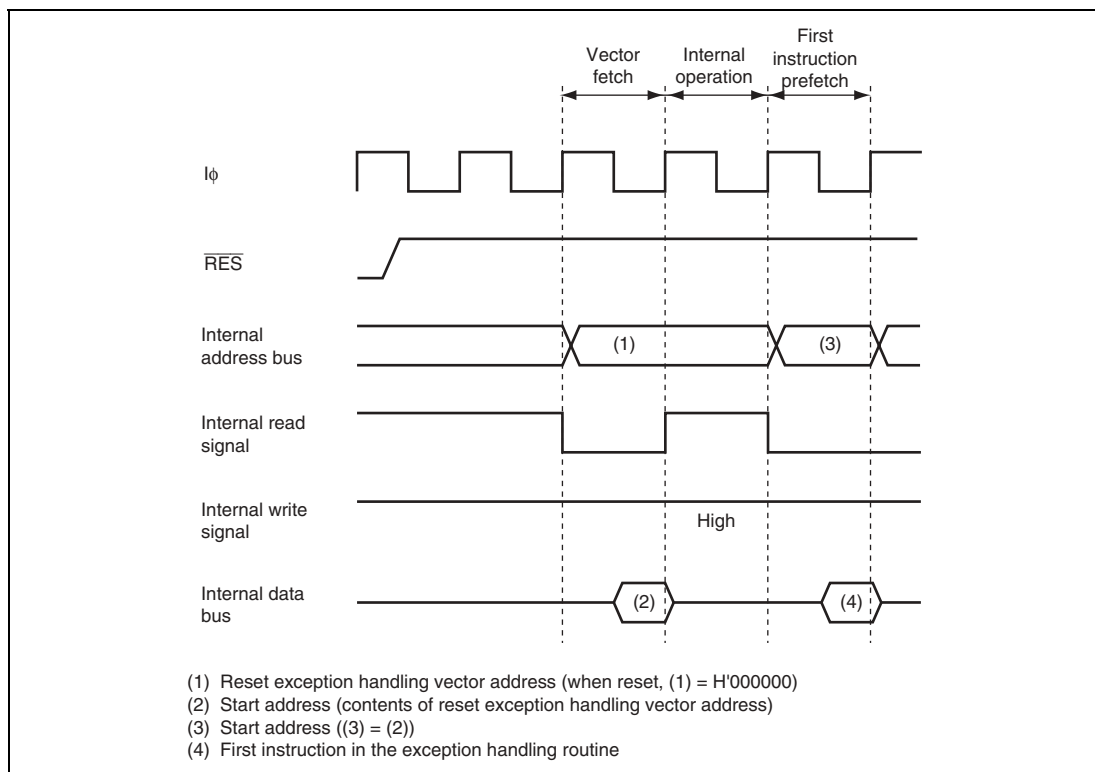 Vector
fetch
Internal
operation
First
instruction
prefetch
Iϕ
RES
Internal
address bus
(1)
(3)
Internal read
signal
Internal write
signal
High
Internal data
bus
(2)
(4)
(1) Reset exception handling vector address (when reset, (1) = H'000000)
(2) Start address (contents of reset exception handling vector address)
(3) Start address ((3) = (2))
(4) First instruction in the exception handling routine